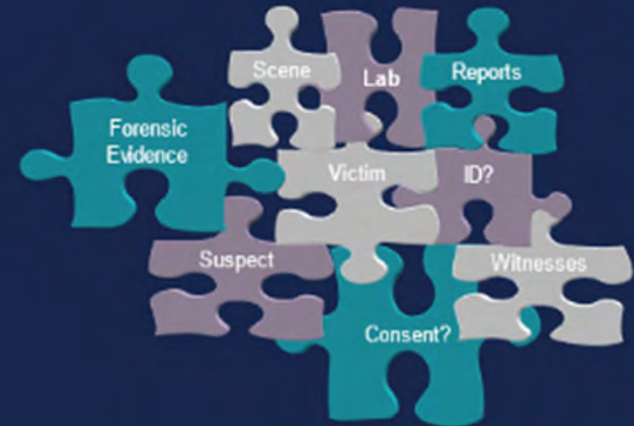 Scene
Lab
Reports
Forensic
Evidence
Victim
ID?
Suspect
Witnesses
Consent?